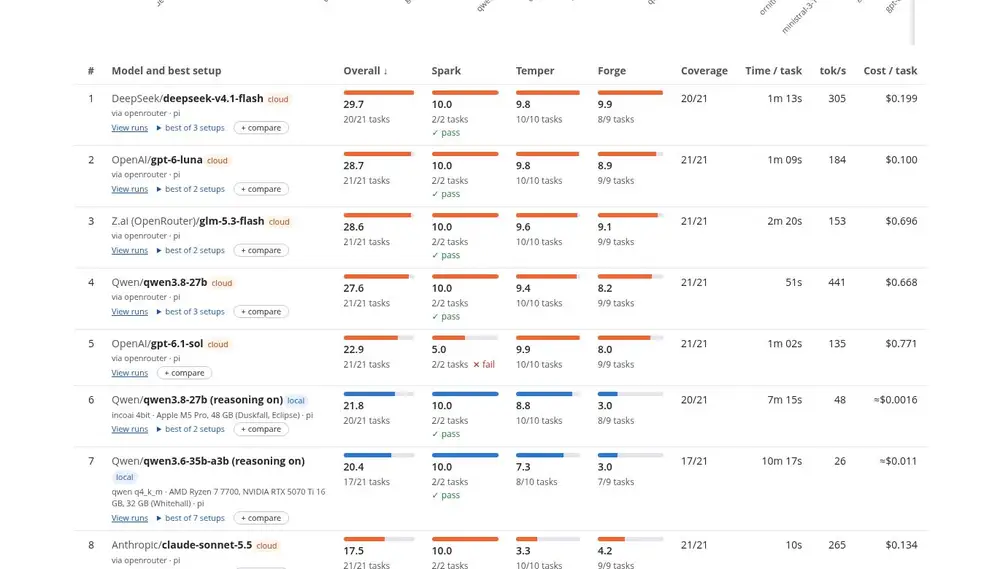 ministral-3-1
# Model and best setup Overall ↓ Spark Temper Forge Coverage Time / task tok/s Cost / task
1 DeepSeek/deepseek-v4.1-flash cloud 29.7 10.0 9.8 9.9 20/21 1m 13s 305 $0.199
via openrouter · pi 20/21 tasks 2/2 tasks 10/10 tasks 8/9 tasks
View runs ▶ best of 3 setups + compare ✓ pass
2 OpenAI/gpt-6-luna cloud 28.7 10.0 9.8 8.9 21/21 1m 09s 184 $0.100
via openrouter · pi 21/21 tasks 2/2 tasks 10/10 tasks 9/9 tasks
View runs ▶ best of 2 setups + compare ✓ pass
3 Z.ai (OpenRouter)/glm-5.3-flash cloud 28.6 10.0 9.6 9.1 21/21 2m 20s 153 $0.696
via openrouter · pi 21/21 tasks 2/2 tasks 10/10 tasks 9/9 tasks
View runs ▶ best of 2 setups + compare ✓ pass
4 Qwen/qwen3.8-27b cloud 27.6 10.0 9.4 8.2 21/21 51s 441 $0.668
via openrouter · pi 21/21 tasks 2/2 tasks 10/10 tasks 9/9 tasks
View runs ▶ best of 3 setups + compare ✓ pass
5 OpenAI/gpt-6.1-sol cloud 22.9 5.0 9.9 8.0 21/21 1m 02s 135 $0.771
via openrouter · pi 21/21 tasks 2/2 tasks ✕ fail 10/10 tasks 9/9 tasks
View runs + compare
6 Qwen/qwen3.8-27b (reasoning on) local 21.8 10.0 8.8 3.0 20/21 7m 15s 48 ≈$0.0016
incoai 4bit · Apple M5 Pro, 48 GB (Duskfall, Eclipse) · pi 20/21 tasks 2/2 tasks 10/10 tasks 8/9 tasks
View runs ▶ best of 2 setups + compare ✓ pass
7 Qwen/qwen3.6-35b-a3b (reasoning on) 20.4 10.0 7.3 3.0 17/21 10m 17s 26 ≈$0.011
local 17/21 tasks 2/2 tasks 8/10 tasks 7/9 tasks
qwen q4_k_m · AMD Ryzen 7 7700, NVIDIA RTX 5070 Ti 16 ✓ pass
GB, 32 GB (Whitehall) · pi
View runs ▶ best of 7 setups + compare
8 Anthropic/claude-sonnet-5.5 cloud 17.5 10.0 3.3 4.2 21/21 10s 265 $0.134
via openrouter · pi 21/21 tasks 2/2 tasks 10/10 tasks 9/9 tasks